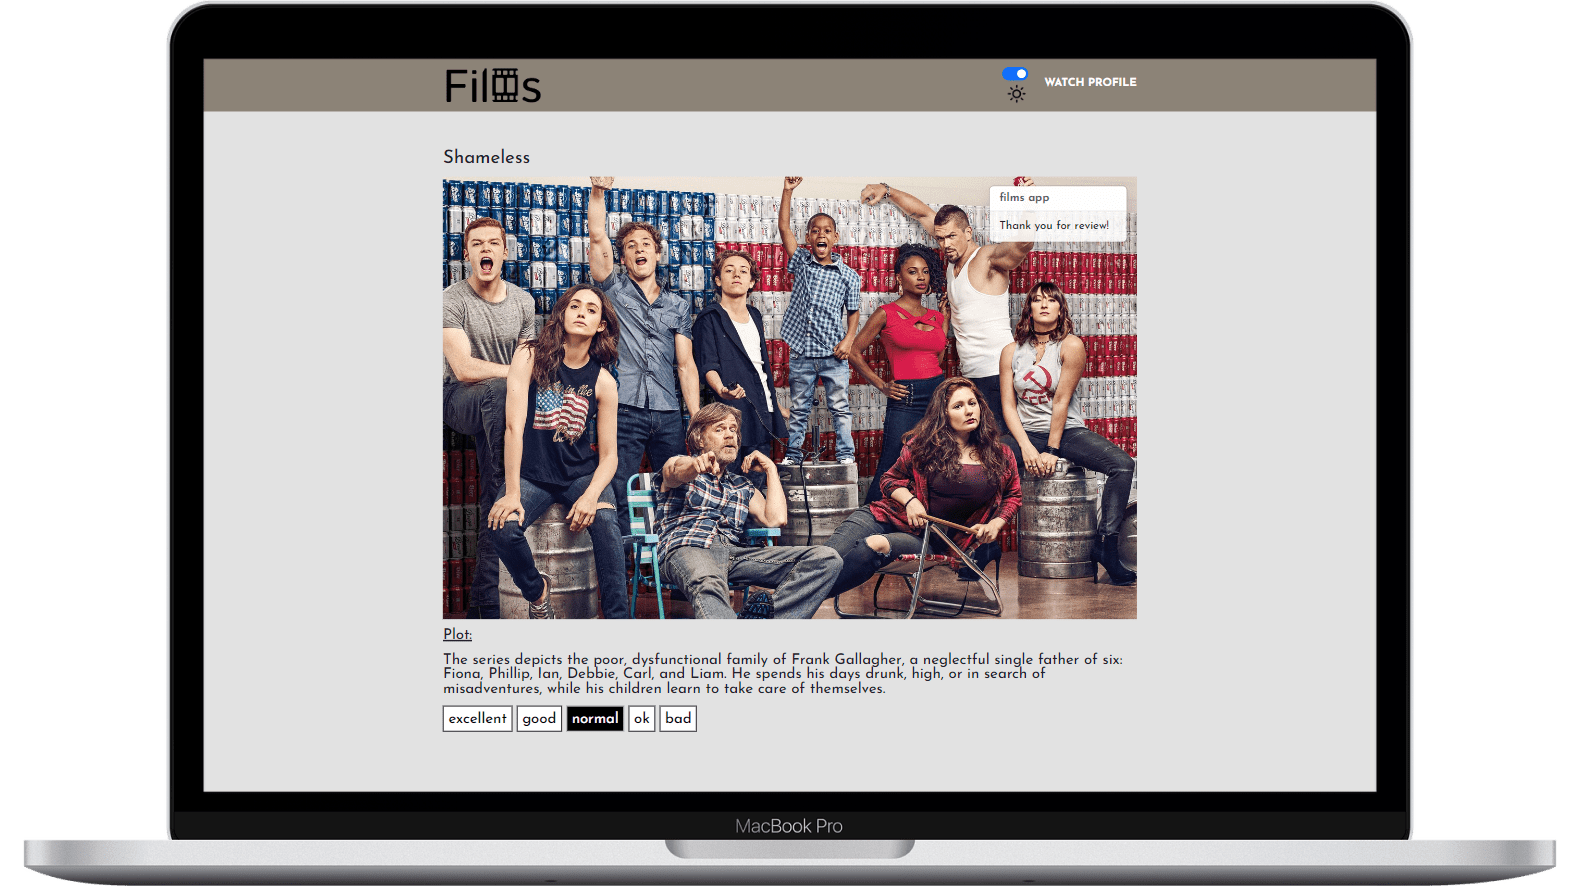 Films
WATCH PROFILE
Shameless
films app
Thank you for review!
Plot:
The series depicts the poor, dysfunctional family of Frank Gallagher, a neglectful single father of six:
Fiona, Phillip, Ian, Debbie, Carl, and Liam. He spends his days drunk, high, or in search of
misadventures, while his children learn to take care of themselves.
excellent good normal ok bad
MacBook Pro